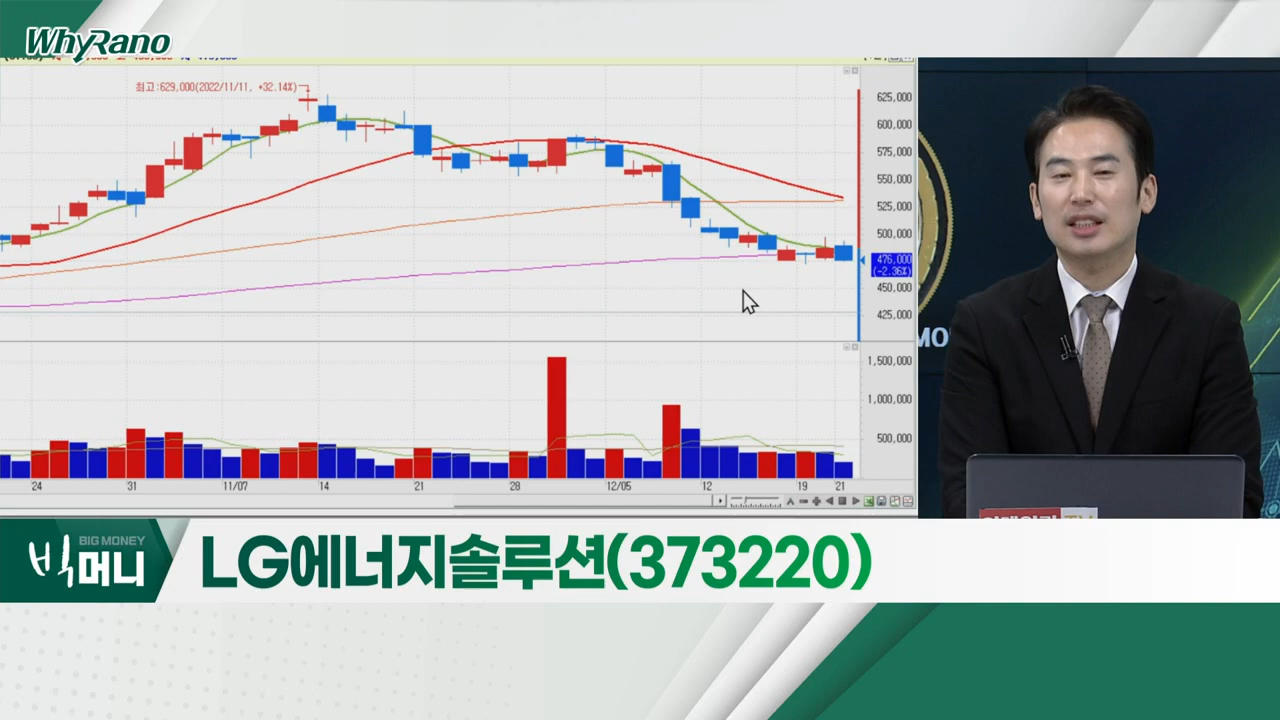 WhyRano
최고:629,000(2022/11/11, +32.14%)
625,000
600,000
575,000
550,000
525,000
500,000
476,000
(-2.36%)
450,000
425,000
1,500,000
1,000,000
500,000
24 31 11/07 14 21 28 12/05 12 19 21
MO
BIG MONEY
빅머니
LG에너지솔루션(373220)